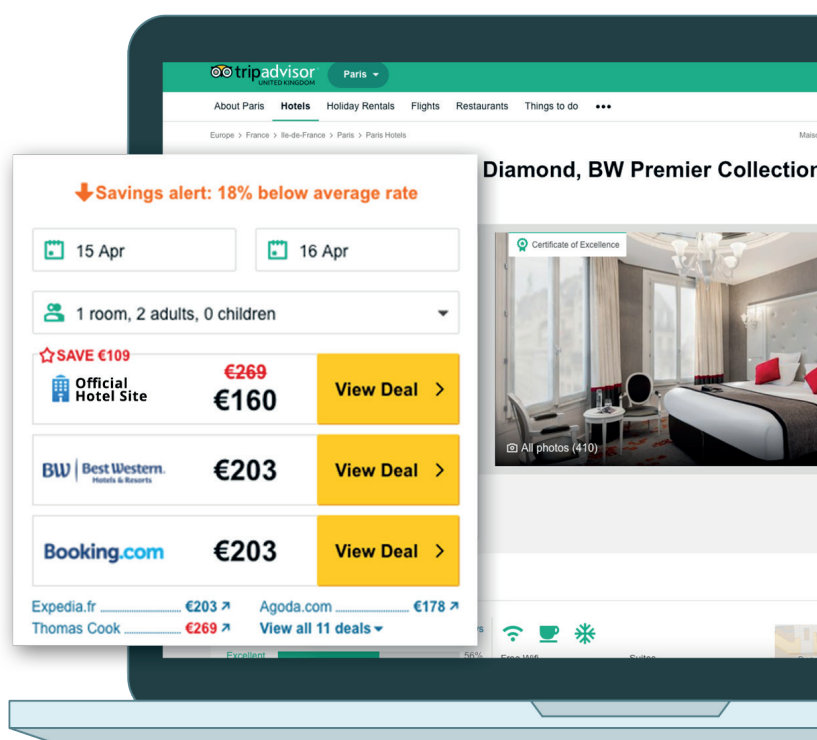 tripadvisor
UNITED KINGDOM
Paris
About Paris Hotels Holiday Rentals Flights Restaurants Things to do •••
Europe > France > Ile-de-France > Paris > Paris Hotels
Diamond, BW Premier Collection
Savings alert: 18% below average rate
15 Apr
16 Apr
1 room, 2 adults, 0 children
SAVE €109
Official
Hotel Site
€269
€160
View Deal >
BW Best Western.
Hotels & Resorts
€203
View Deal >
Booking.com
€203
View Deal >
Expedia.fr €203
Agoda.com €178
Thomas Cook €269
View all 11 deals
Certificate of Excellence
All photos (410)
Excellent 56%
Free Wifi
Suites